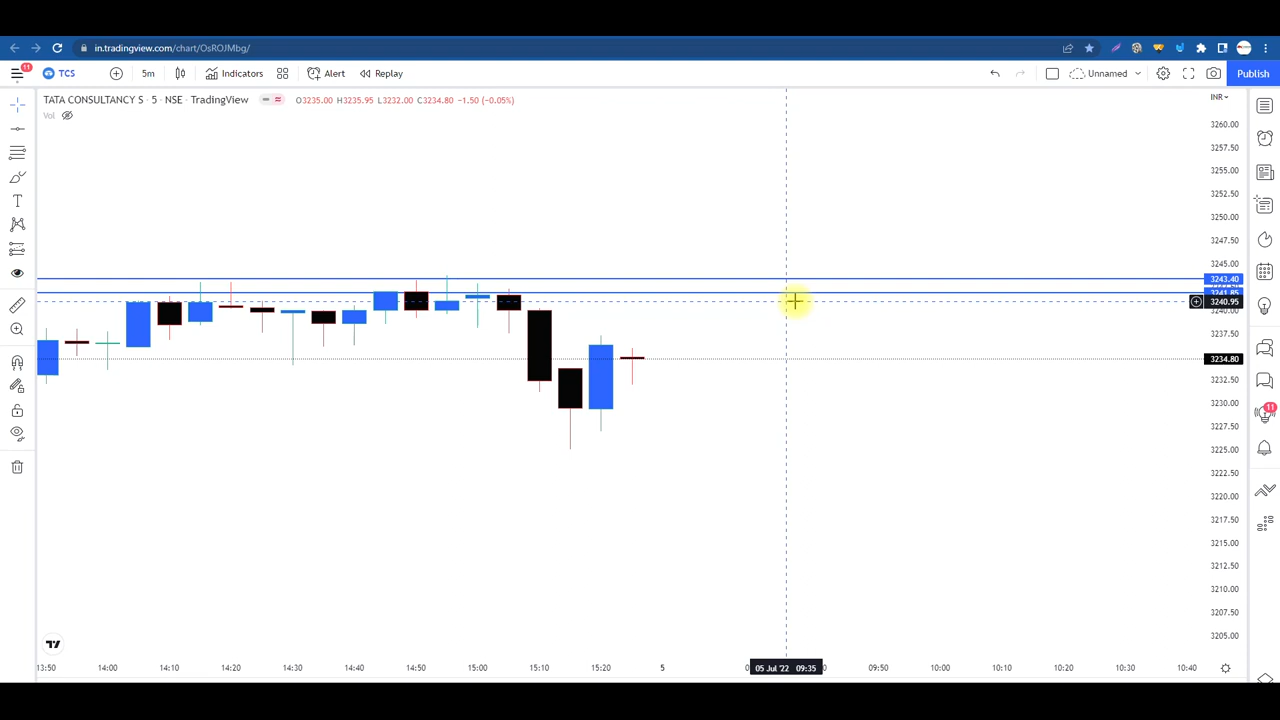 in.tradingview.com/chart/OsROJMbg/
11
TCS
5m
Indicators
Alert
Replay
Unnamed
Publish
TATA CONSULTANCY S · 5 · NSE · TradingView
O3235.00 H3235.95 L3232.00 C3234.80 -1.50 (-0.05%)
INR
Vol
3260.00
3257.50
3255.00
3252.50
3250.00
3247.50
3245.00
3243.40
3241.85
3240.95
3240.00
3237.50
3234.80
3232.50
3230.00
11
3227.50
3225.00
3222.50
3220.00
3217.50
3215.00
3212.50
3210.00
3207.50
3205.00
13:50 14:00 14:10 14:20 14:30 14:40 14:50 15:00 15:10 15:20 5 05 Jul '22 09:35 09:50 10:00 10:10 10:20 10:30 10:40